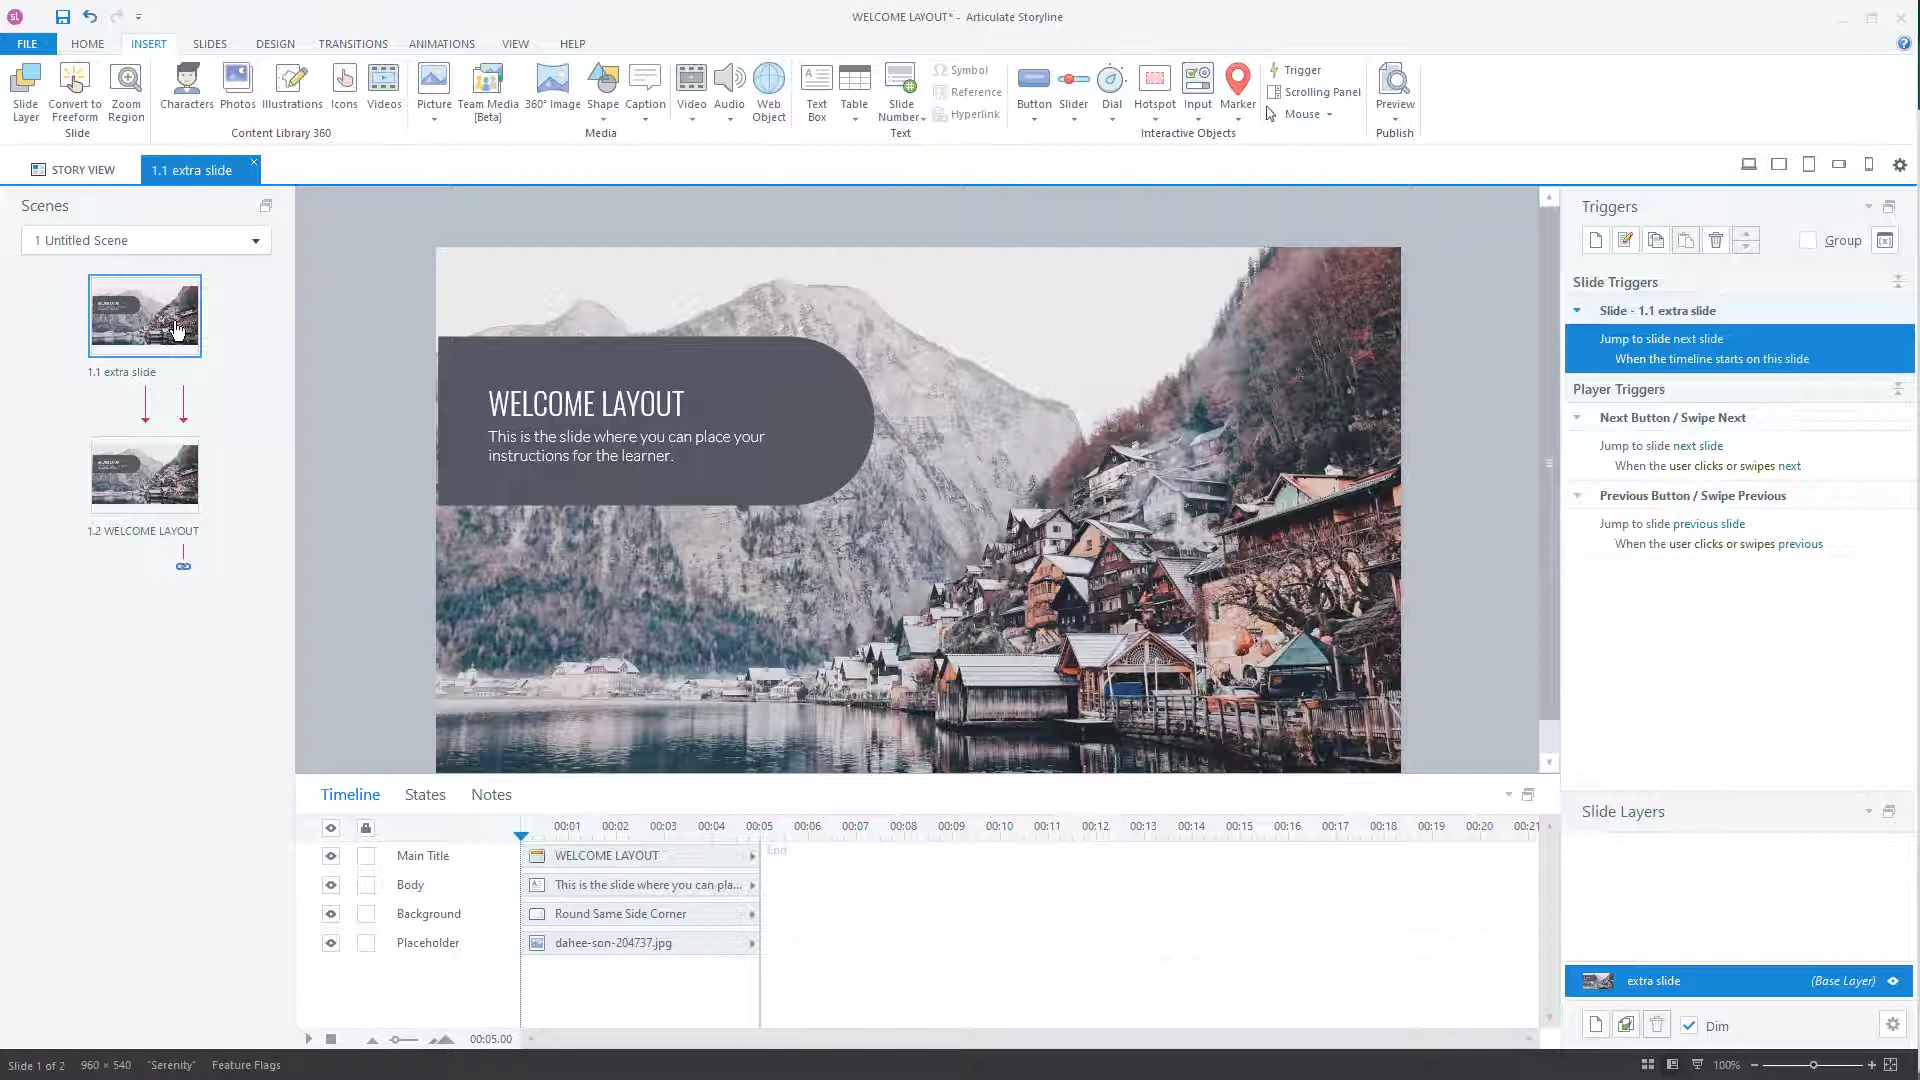 sl
WELCOME LAYOUT* - Articulate Storyline
FILE
HOME
INSERT
SLIDES
DESIGN
TRANSITIONS
ANIMATIONS
VIEW
HELP
Slide Layer
Convert to Freeform
Zoom Region
Slide
Characters
Photos
Illustrations
Icons
Videos
Content Library 360
Picture
Team Media [Beta]
360° Image
Shape
Caption
Video
Audio
Web Object
Media
Text Box
Table
Slide Number
Symbol
Reference
Hyperlink
Text
Button
Slider
Dial
Hotspot
Input
Marker
Trigger
Scrolling Panel
Mouse
Interactive Objects
Preview
Publish
STORY VIEW
1.1 extra slide
Scenes
1 Untitled Scene
1.1 extra slide
1.2 WELCOME LAYOUT
WELCOME LAYOUT
This is the slide where you can place your
instructions for the learner.
Triggers
Group
Slide Triggers
Slide - 1.1 extra slide
Jump to slide next slide
When the timeline starts on this slide
Player Triggers
Next Button / Swipe Next
Jump to slide next slide
When the user clicks or swipes next
Previous Button / Swipe Previous
Jump to slide previous slide
When the user clicks or swipes previous
Timeline
States
Notes
00:01 00:02 00:03 00:04 00:05 00:06 00:07 00:08 00:09 00:10 00:11 00:12 00:13 00:14 00:15 00:16 00:17 00:18 00:19 00:20 00:21
End
Main Title
WELCOME LAYOUT
Body
This is the slide where you can pla...
Background
Round Same Side Corner
Placeholder
dahee-son-204737.jpg
00:05.00
Slide Layers
extra slide
(Base Layer)
Dim
Slide 1 of 2
960 × 540
"Serenity"
Feature Flags
100%